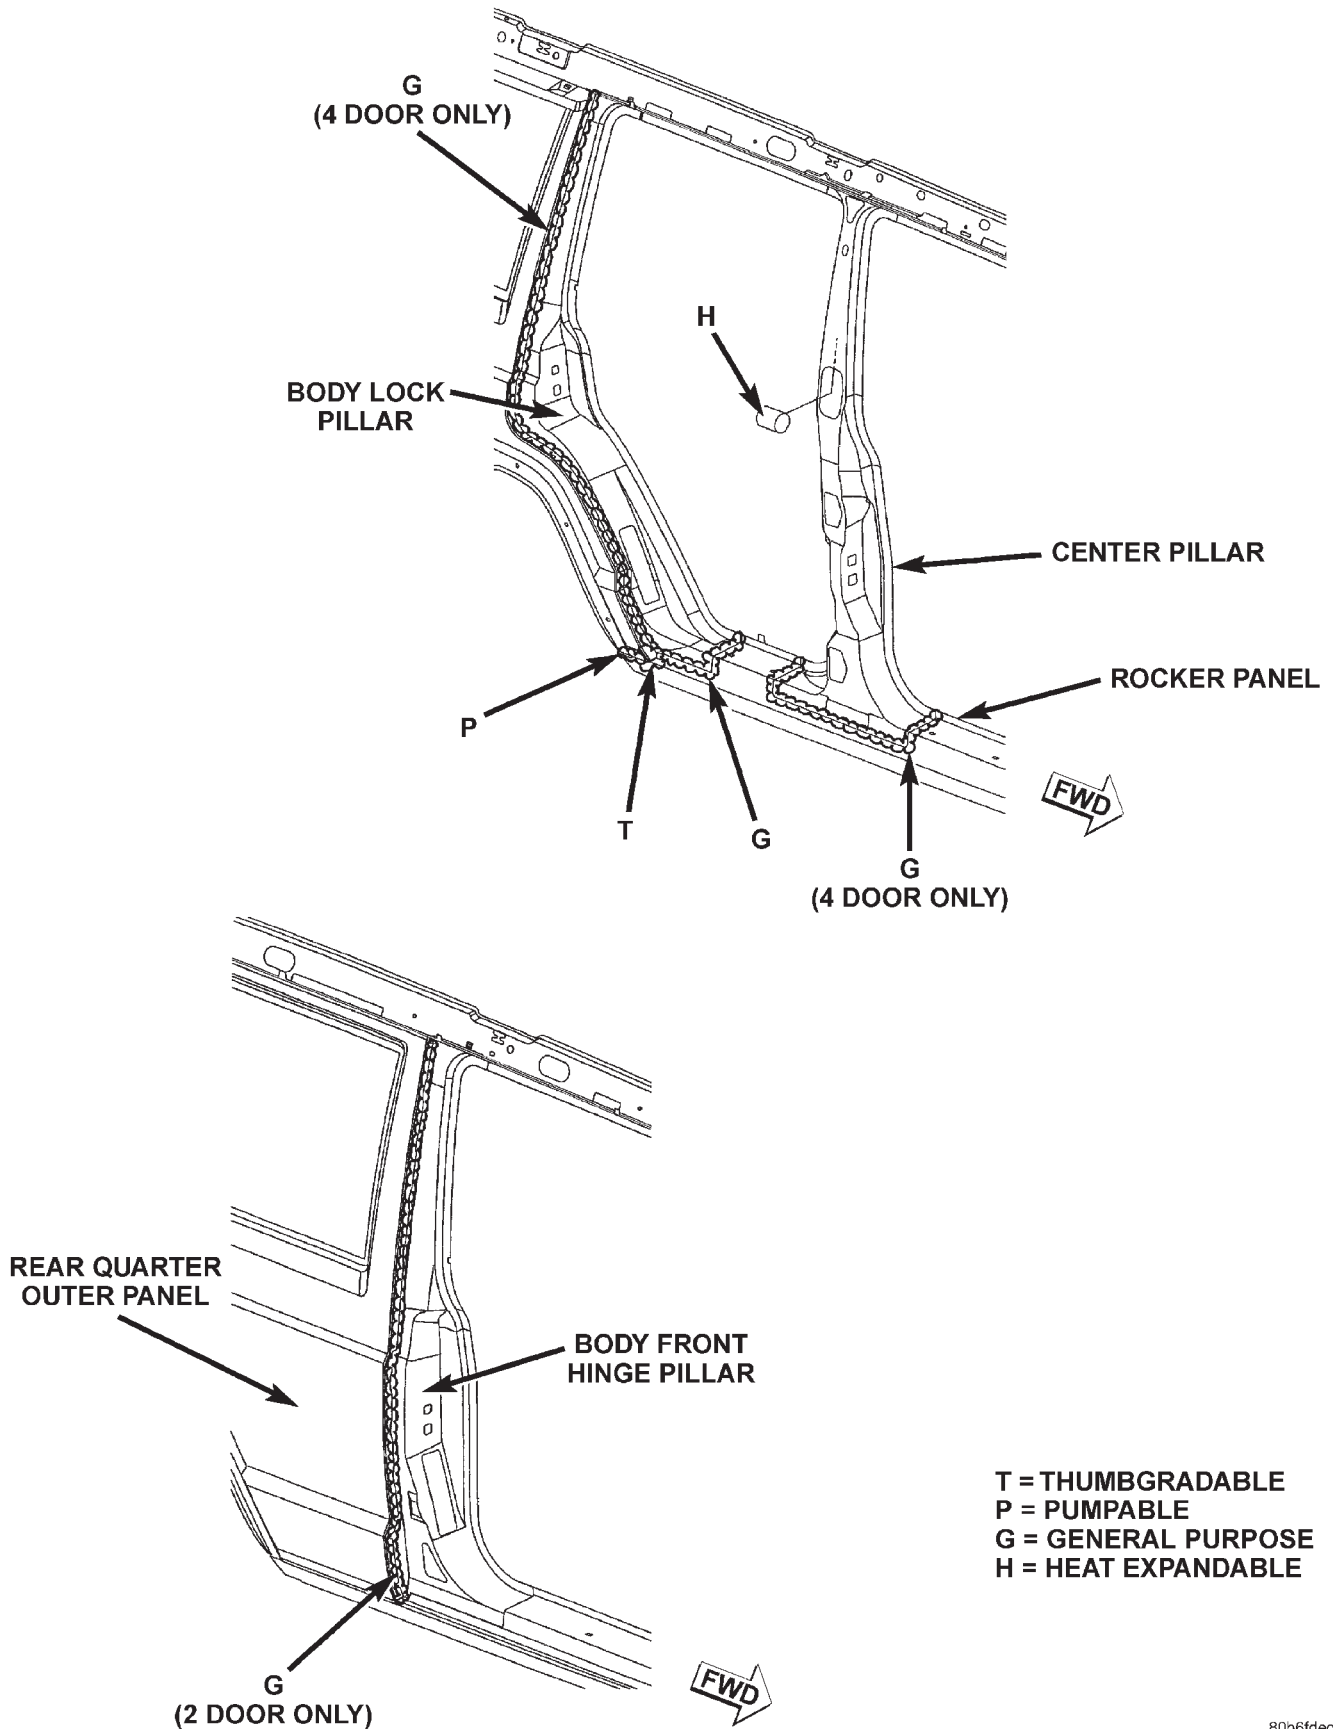 G
(4 DOOR ONLY)
H
BODY LOCK
PILLAR
CENTER PILLAR
ROCKER PANEL
P
T
G
FWD
G
(4 DOOR ONLY)
REAR QUARTER
OUTER PANEL
BODY FRONT
HINGE PILLAR
T = THUMBGRADABLE
P = PUMPABLE
G = GENERAL PURPOSE
H = HEAT EXPANDABLE
G
(2 DOOR ONLY)
FWD
80b6fdec